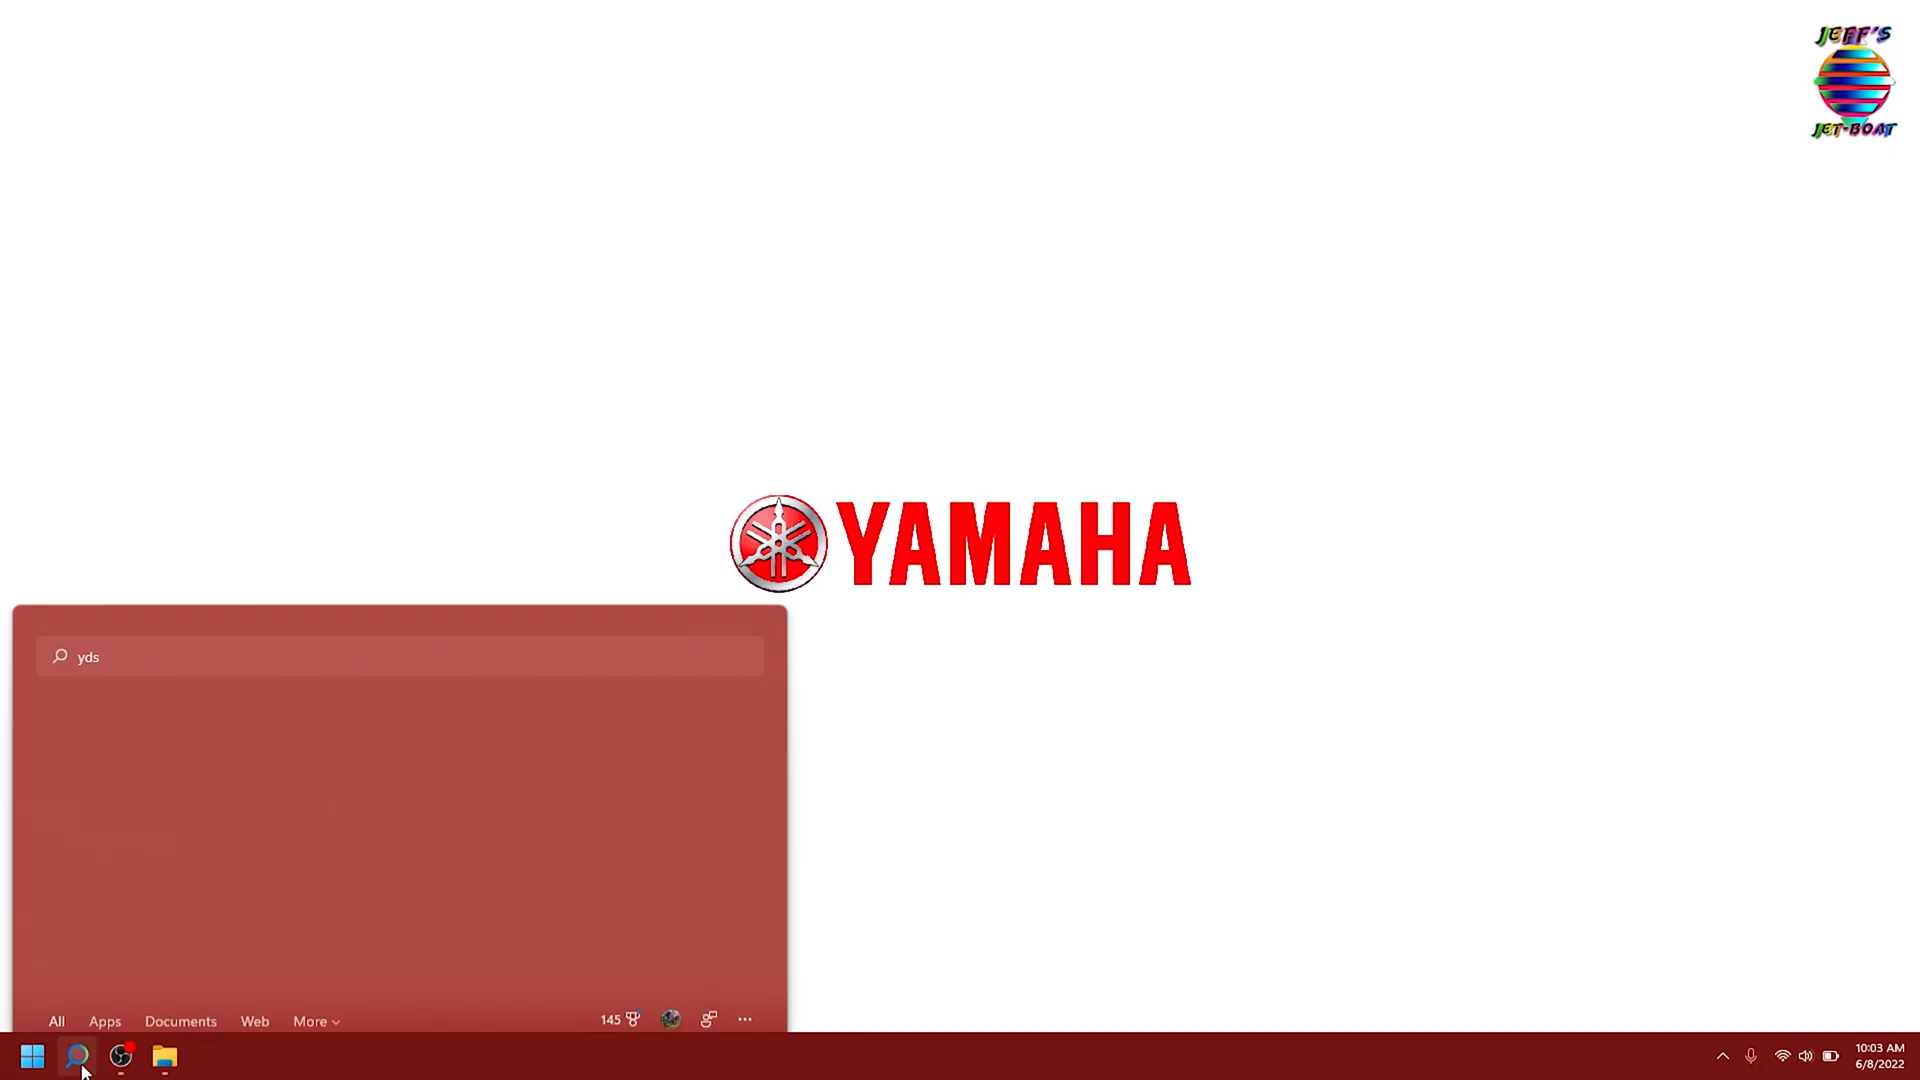 JEFF'S
JET-BOAT
YAMAHA
yds
All Apps Documents Web More 145
10:03 AM
6/8/2022